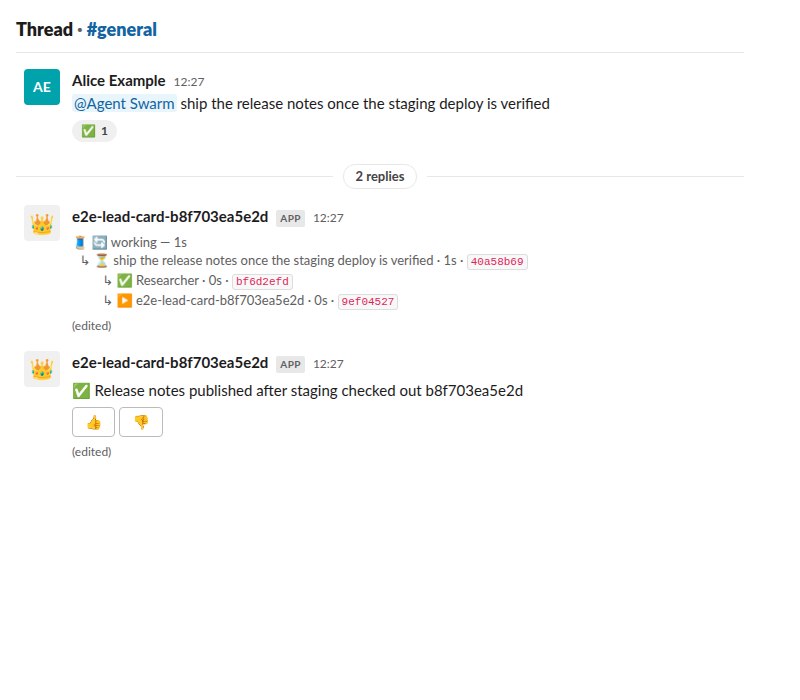 Thread • #general
AE
Alice Example 12:27
@Agent Swarm ship the release notes once the staging deploy is verified
✅ 1
2 replies
e2e-lead-card-b8f703ea5e2d APP 12:27
🧵 🔄 working — 1s
↳ ⏳ ship the release notes once the staging deploy is verified · 1s · 40a58b69
↳ ✅ Researcher · 0s · bf6d2efd
↳ ▶️ e2e-lead-card-b8f703ea5e2d · 0s · 9ef04527
(edited)
e2e-lead-card-b8f703ea5e2d APP 12:27
✅ Release notes published after staging checked out b8f703ea5e2d
👍 👎
(edited)